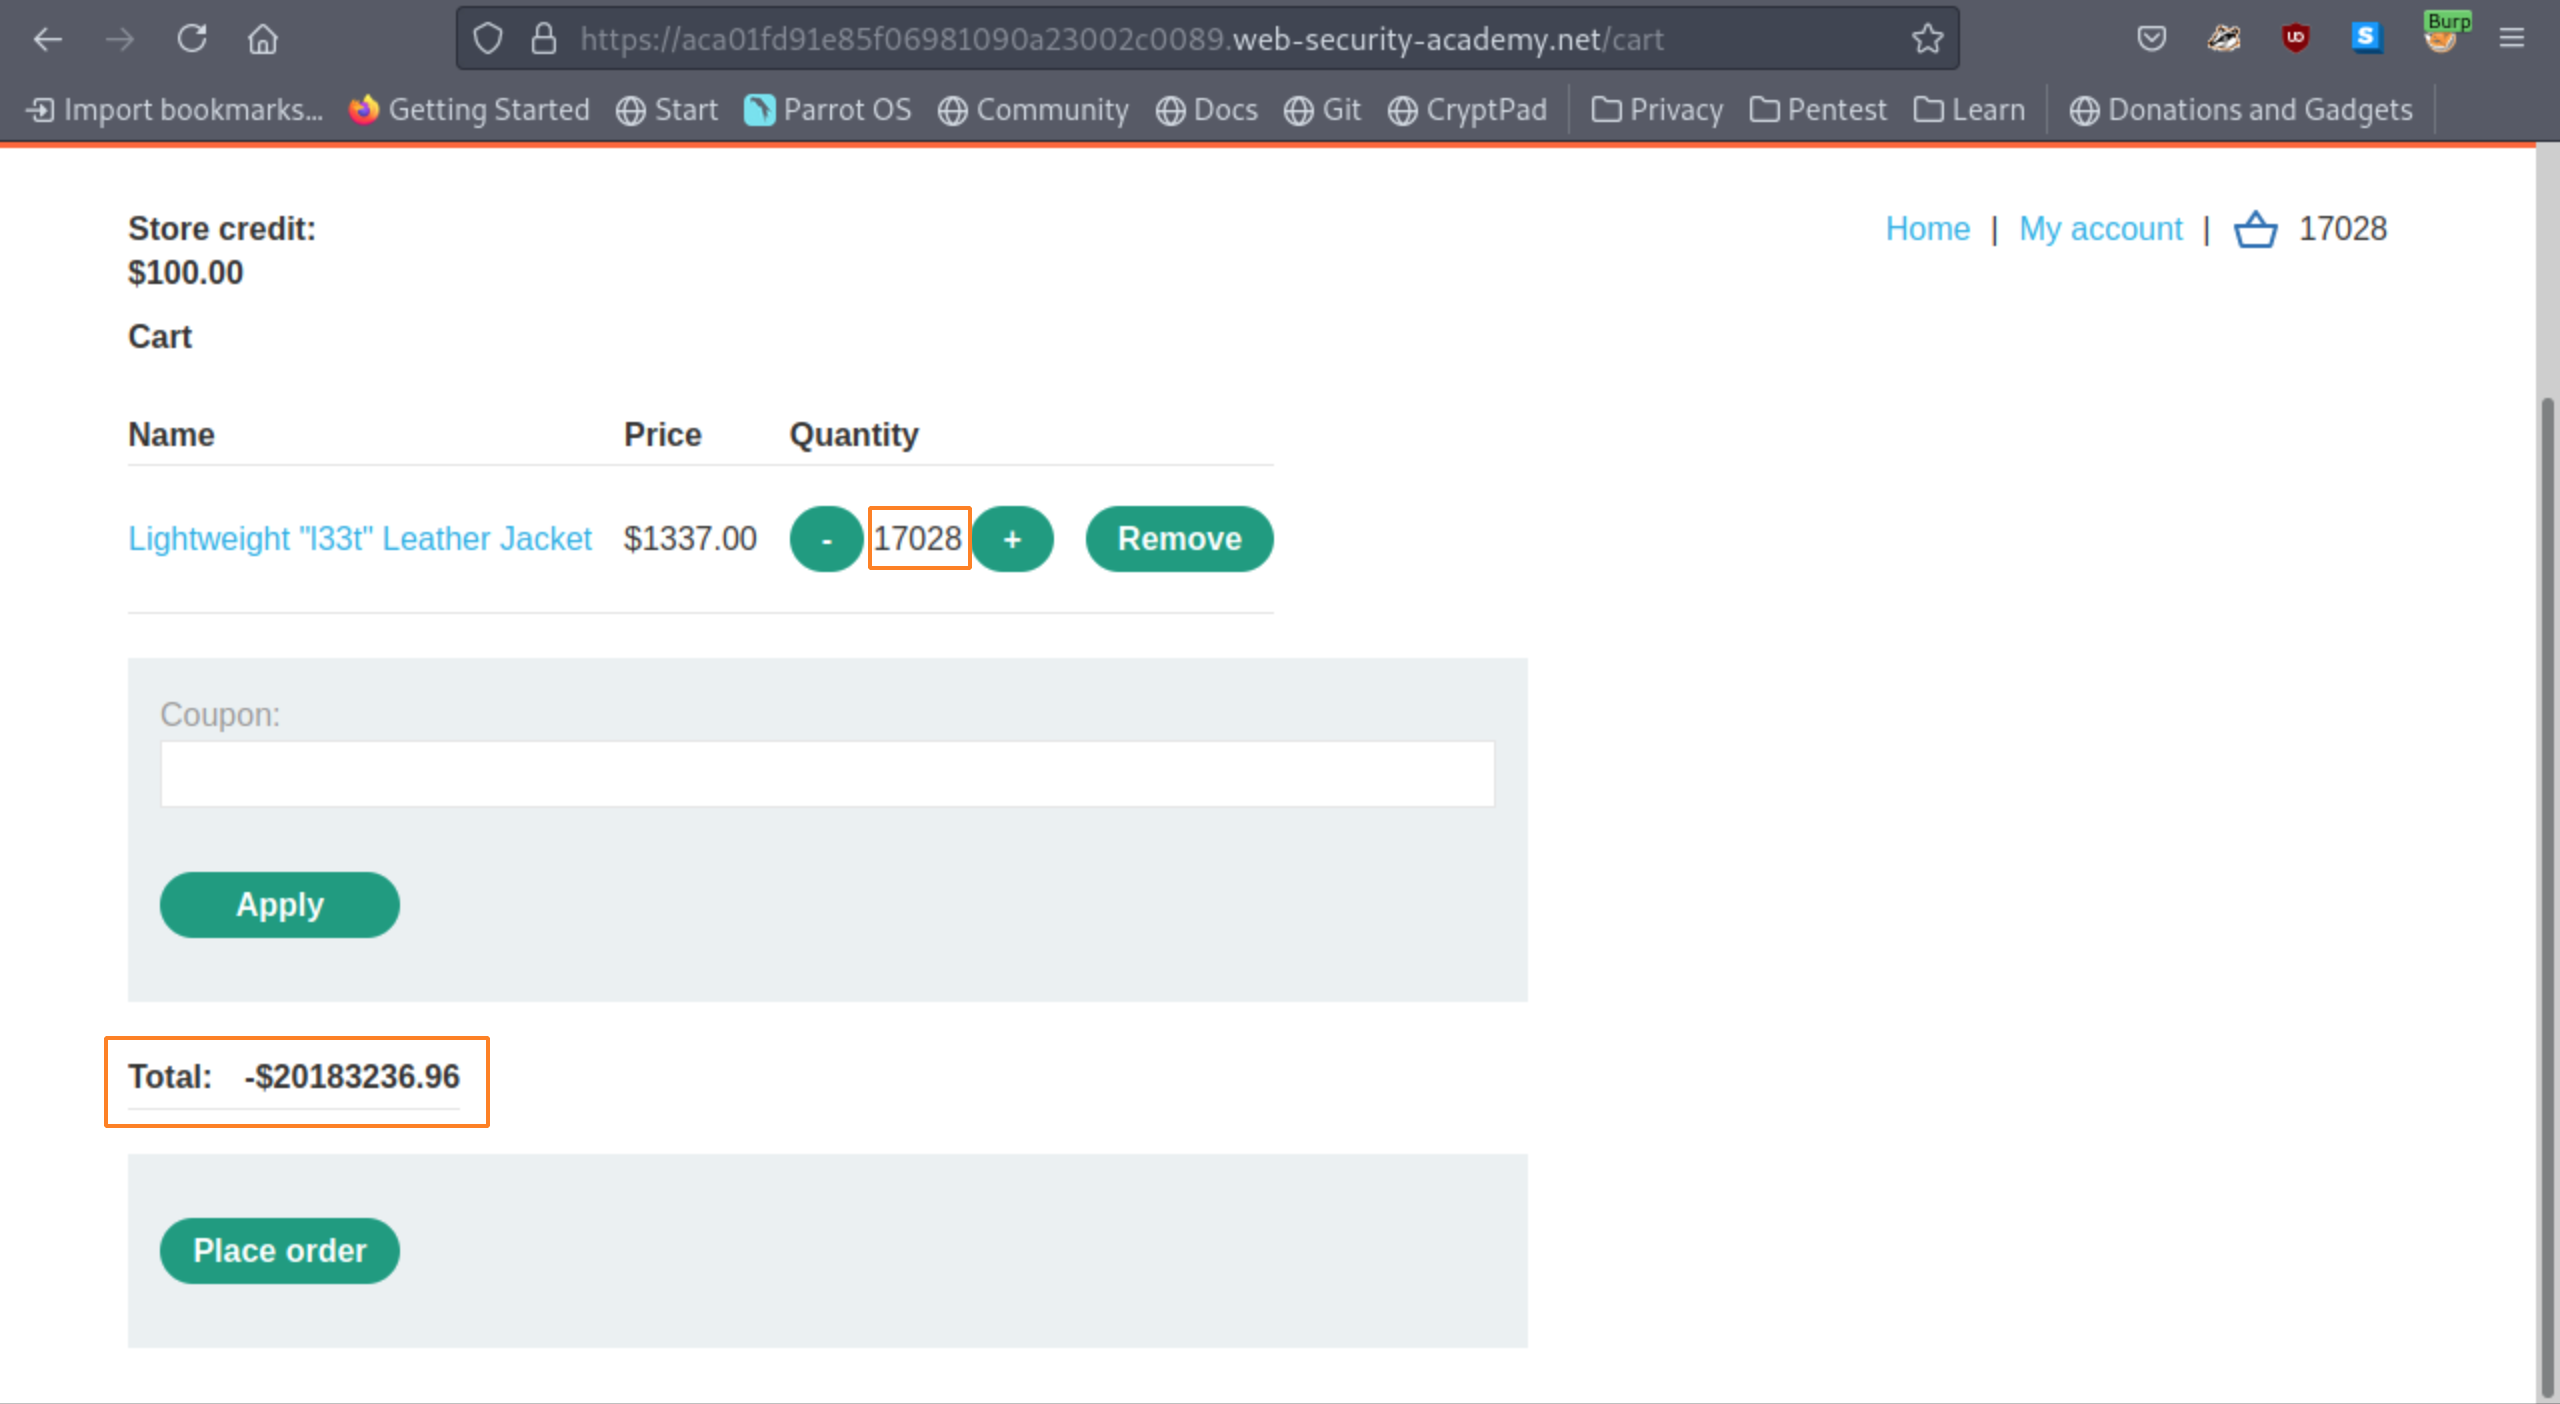 https://aca01fd91e85f06981090a23002c0089.web-security-academy.net/cart
Burp
Import bookmarks... Getting Started Start Parrot OS Community Docs Git CryptPad Privacy Pentest Learn Donations and Gadgets
Store credit:
$100.00
Home | My account | 17028
Cart
Name Price Quantity
Lightweight "l33t" Leather Jacket $1337.00 - 17028 + Remove
Coupon:
Apply
Total: -$20183236.96
Place order